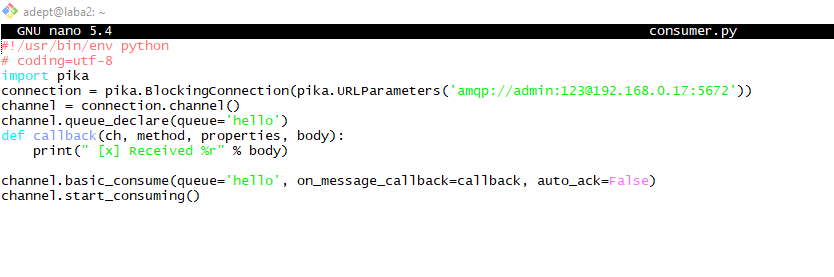 adept@laba2: ~
GNU nano 5.4 consumer.py
#!/usr/bin/env python
# coding=utf-8
import pika
connection = pika.BlockingConnection(pika.URLParameters('amqp://admin:123@192.168.0.17:5672'))
channel = connection.channel()
channel.queue_declare(queue='hello')
def callback(ch, method, properties, body):
    print(" [x] Received %r" % body)

channel.basic_consume(queue='hello', on_message_callback=callback, auto_ack=False)
channel.start_consuming()